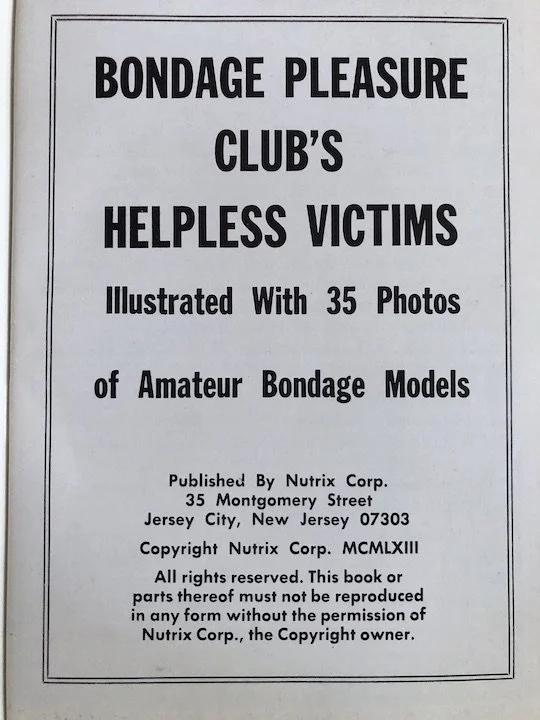 BONDAGE PLEASURE
CLUB'S
HELPLESS VICTIMS
Illustrated With 35 Photos
of Amateur Bondage Models
Published By Nutrix Corp.
35 Montgomery Street
Jersey City, New Jersey 07303
Copyright Nutrix Corp. MCMLXIII
All rights reserved. This book or
parts thereof must not be reproduced
in any form without the permission of
Nutrix Corp., the Copyright owner.